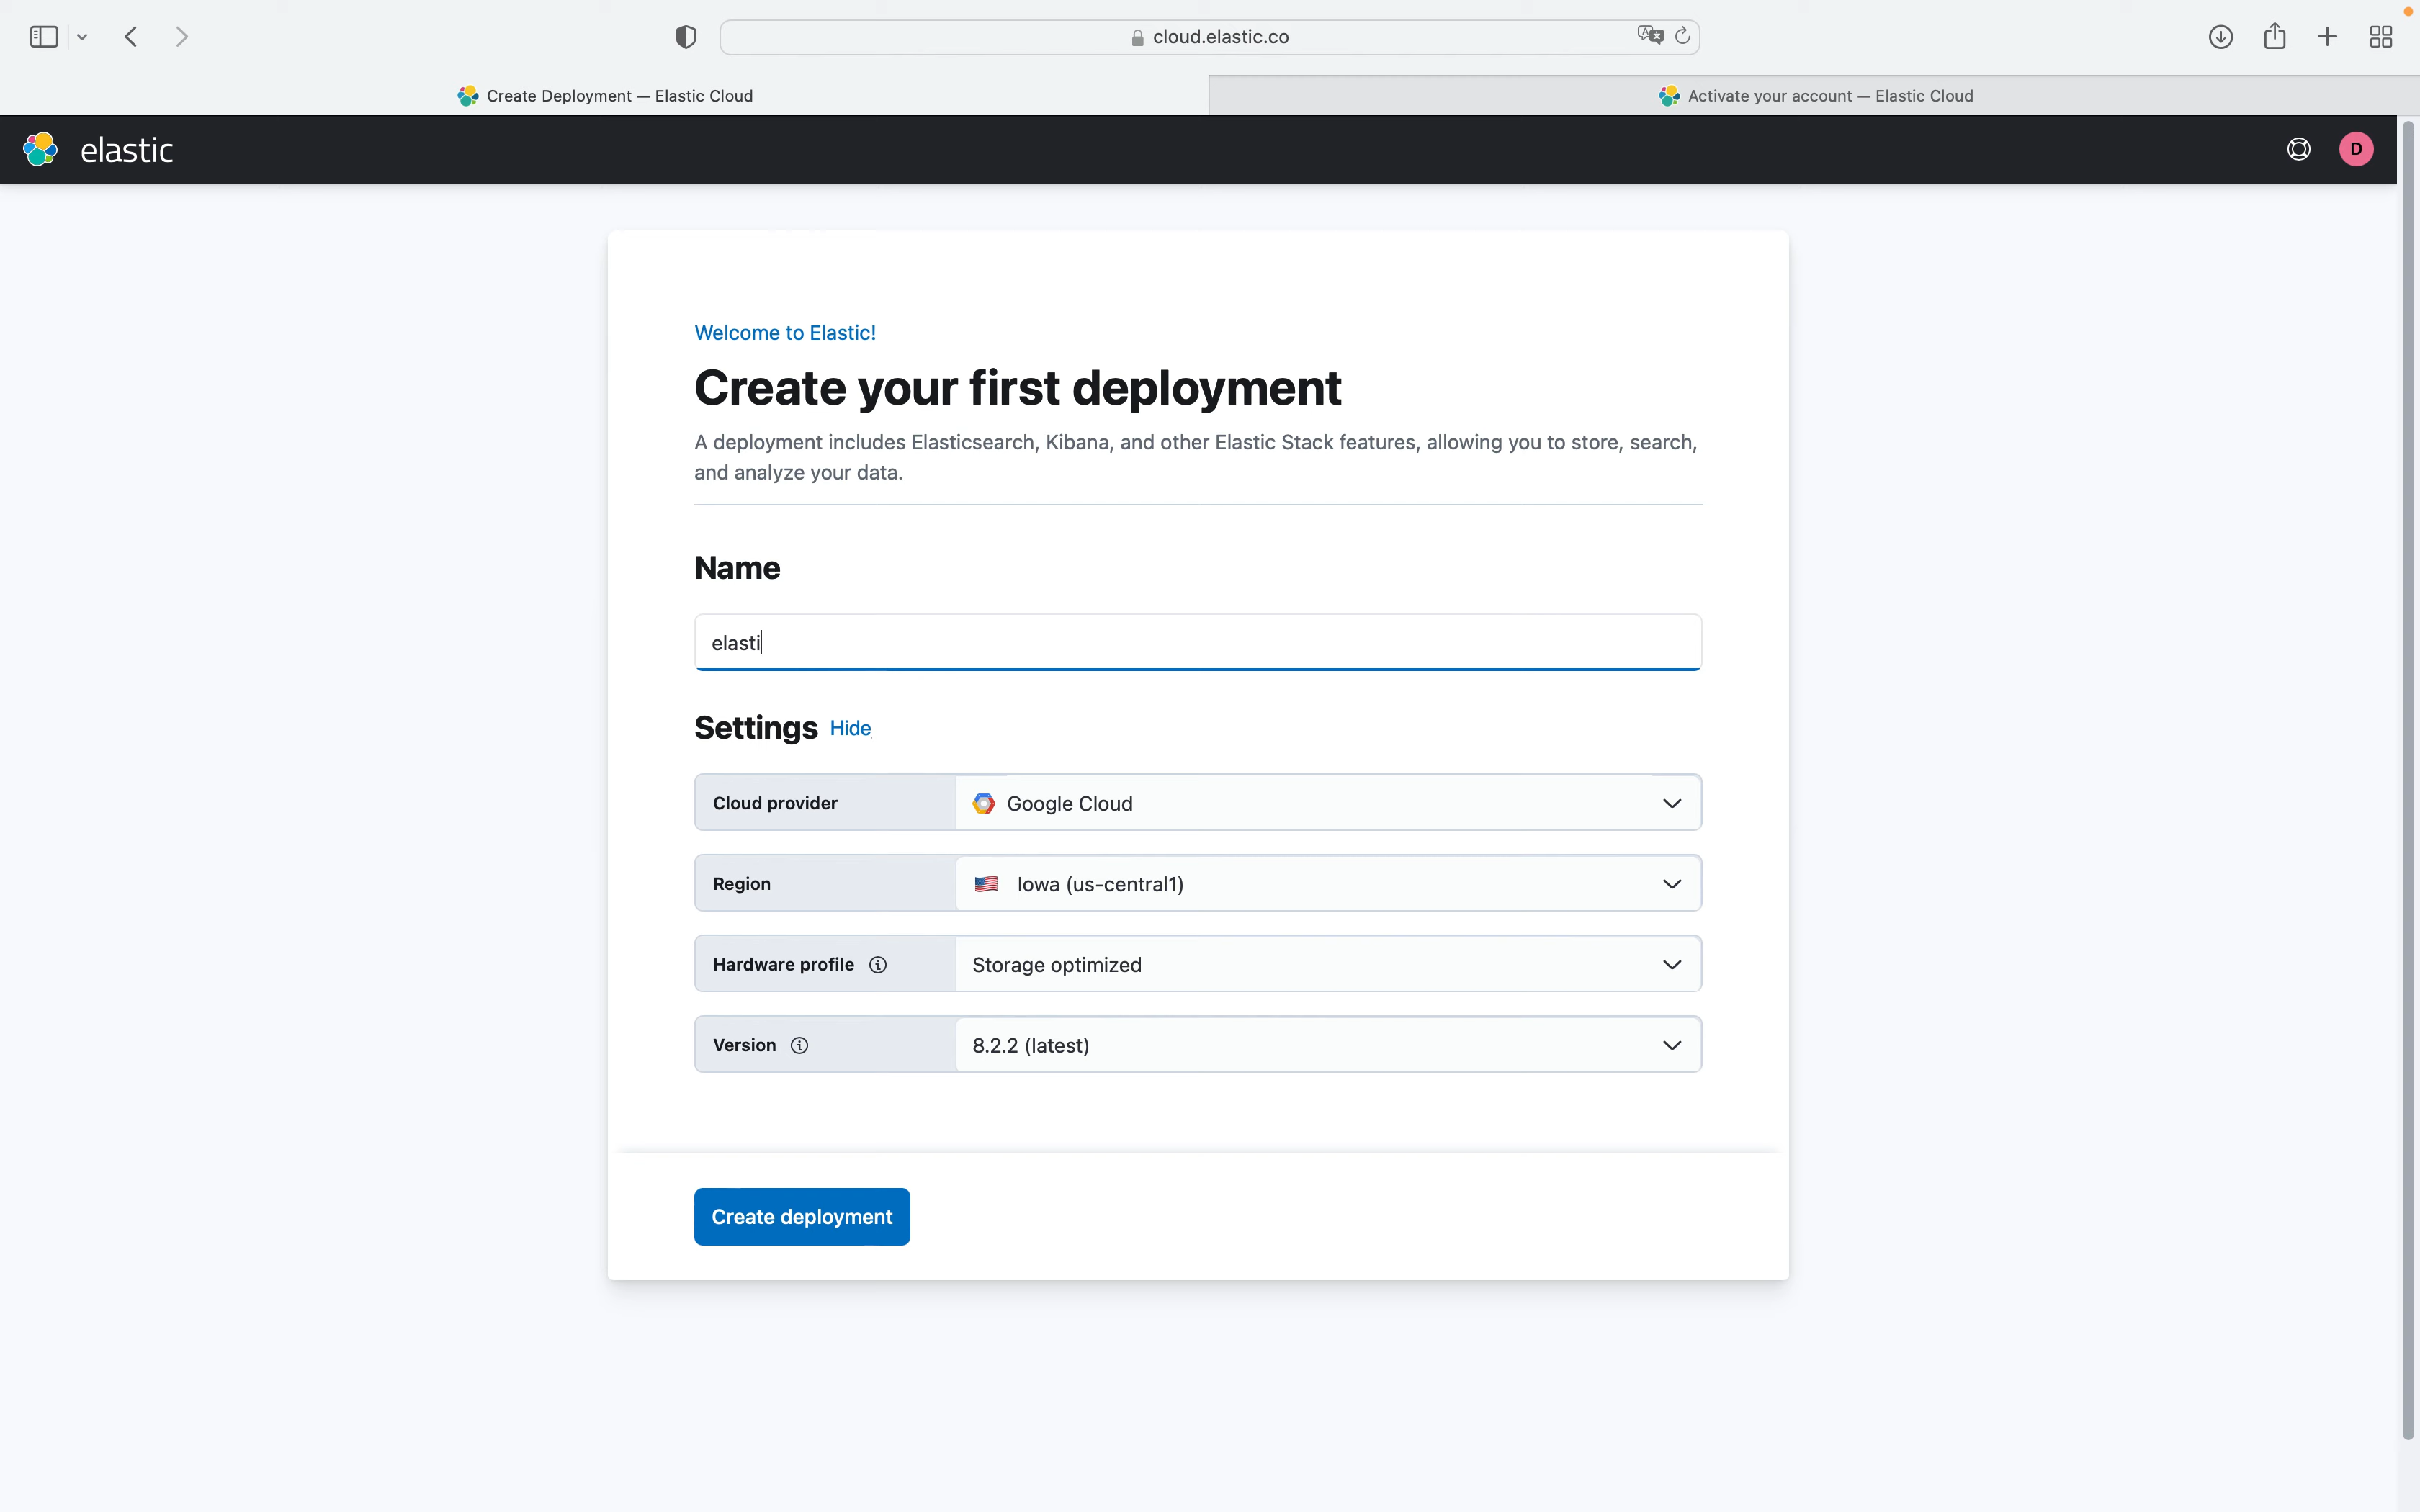 cloud.elastic.co
Create Deployment — Elastic Cloud
Activate your account — Elastic Cloud
elastic
D
Welcome to Elastic!
Create your first deployment
A deployment includes Elasticsearch, Kibana, and other Elastic Stack features, allowing you to store, search,
and analyze your data.
Name
elasti
Settings Hide
Cloud provider Google Cloud
Region Iowa (us-central1)
Hardware profile Storage optimized
Version 8.2.2 (latest)
Create deployment